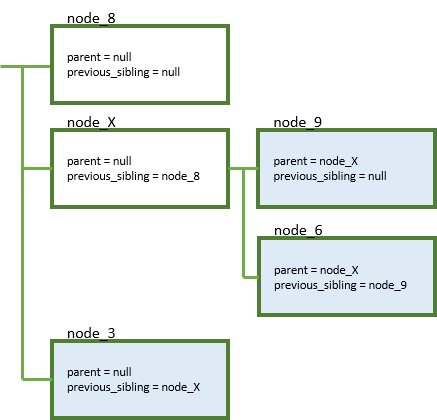 node_8
parent = null
previous_sibling = null
node_X
parent = null
previous_sibling = node_8
node_9
parent = node_X
previous_sibling = null
node_6
parent = node_X
previous_sibling = node_9
node_3
parent = null
previous_sibling = node_X